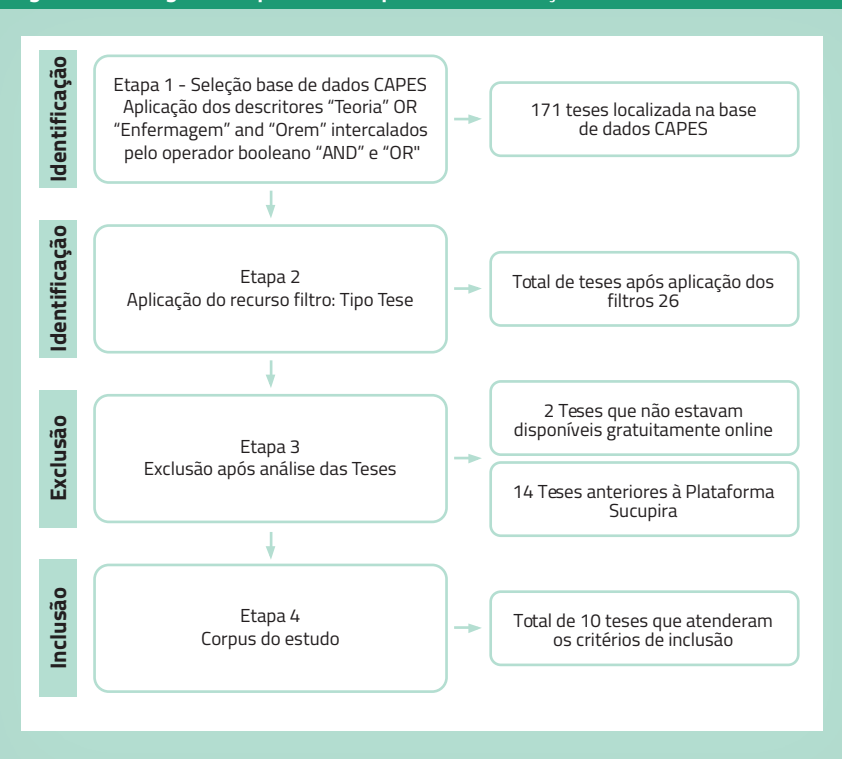 Identificação
Etapa 1 - Seleção base de dados CAPES
Aplicação dos descritores “Teoria” OR
“Enfermagem” and “Orem” intercalados
pelo operador booleano “AND” e “OR"
171 teses localizada na base
de dados CAPES
Identificação
Etapa 2
Aplicação do recurso filtro: Tipo Tese
Total de teses após aplicação dos
filtros 26
Exclusão
Etapa 3
Exclusão após análise das Teses
2 Teses que não estavam
disponíveis gratuitamente online
14 Teses anteriores à Plataforma
Sucupira
Inclusão
Etapa 4
Corpus do estudo
Total de 10 teses que atenderam
os critérios de inclusão